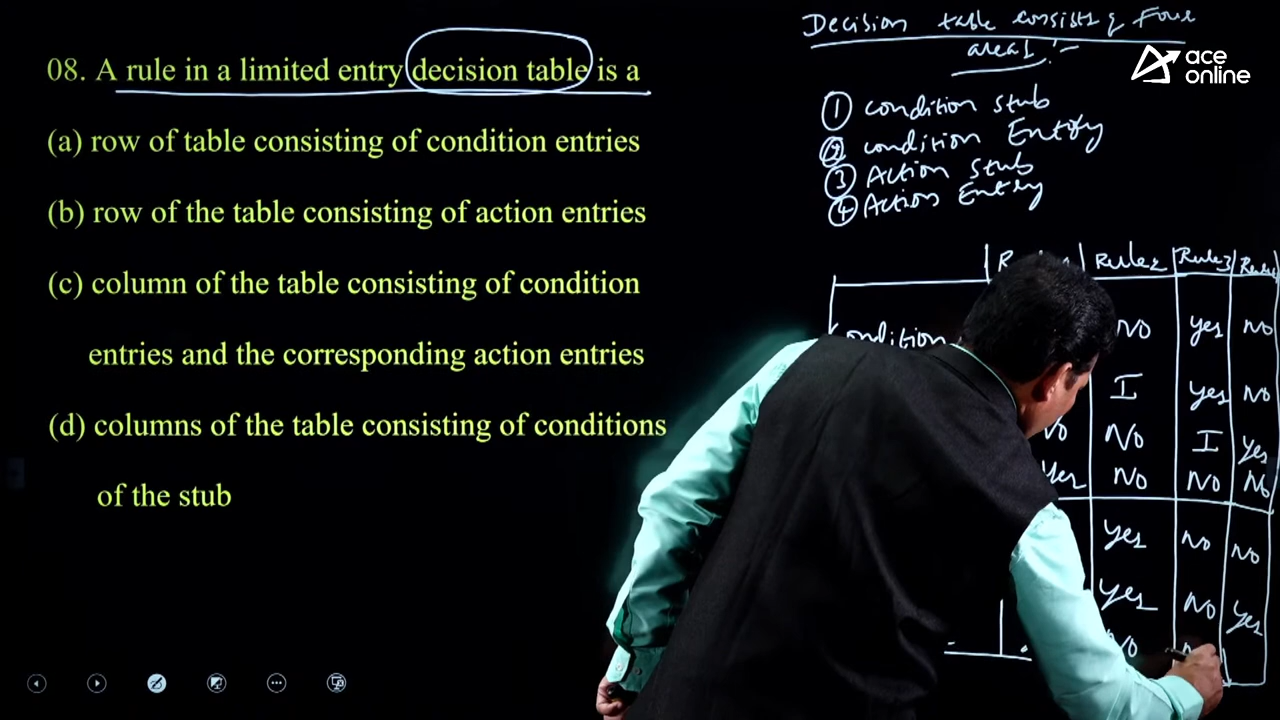 08. A rule in a limited entry decision table is a
(a) row of table consisting of condition entries
(b) row of the table consisting of action entries
(c) column of the table consisting of condition
entries and the corresponding action entries
(d) columns of the table consisting of conditions
of the stub
Decision table consists of Four
areas :-
ace
online
① condition stub
② condition Entity
③ Action Stub
④ Action Entry
Rule2 Rule3
ondition NO yes NO
I yes NO
No I yes
yer NO NO No
yes NO NO
yes NO yes
NO